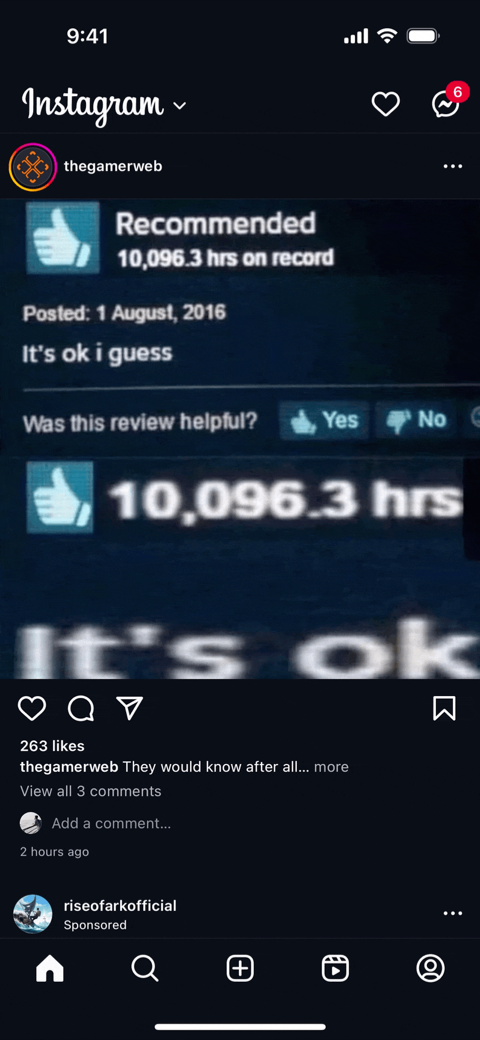 9:41
Instagram
6
thegamerweb
Recommended
10,096.3 hrs on record
Posted: 1 August, 2016
It's ok i guess
Was this review helpful? Yes No
10,096.3 hrs
It's ok
263 likes
thegamerweb They would know after all... more
View all 3 comments
Add a comment...
2 hours ago
riseofarkofficial
Sponsored